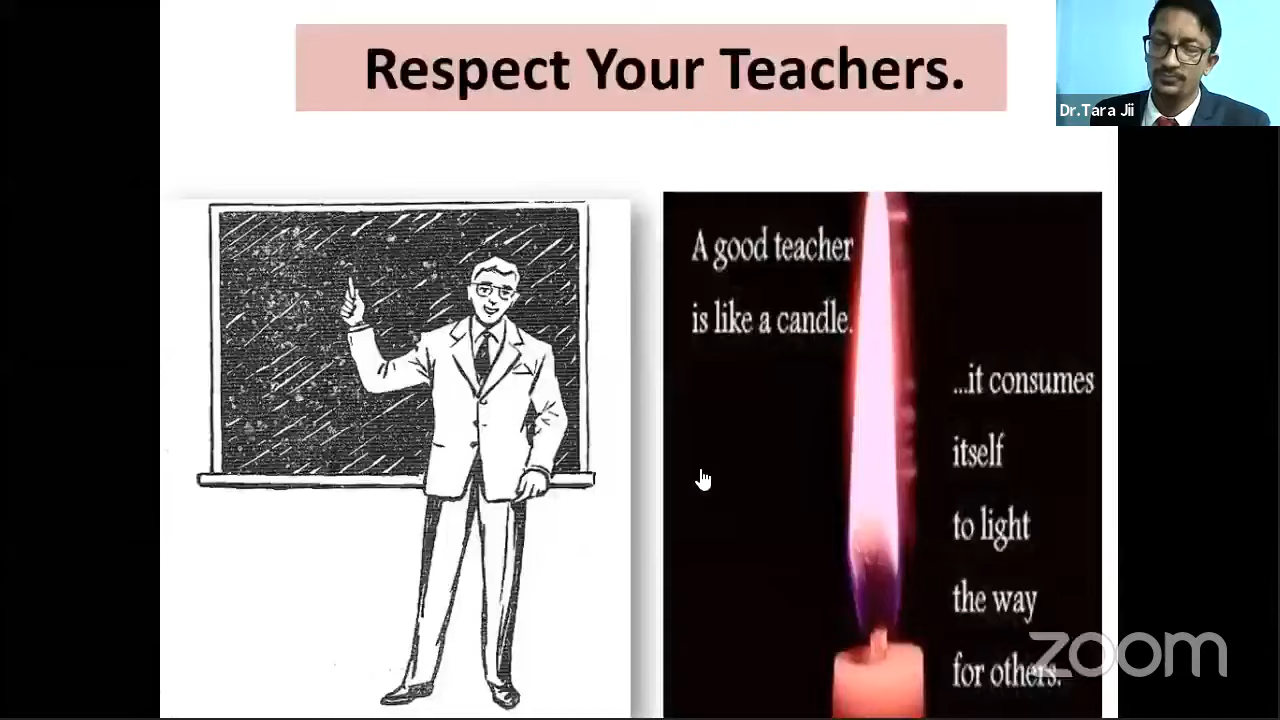 Respect Your Teachers.
Dr.Tara Jii
A good teacher
is like a candle.
...it consumes
itself
to light
the way
for others.
zoom